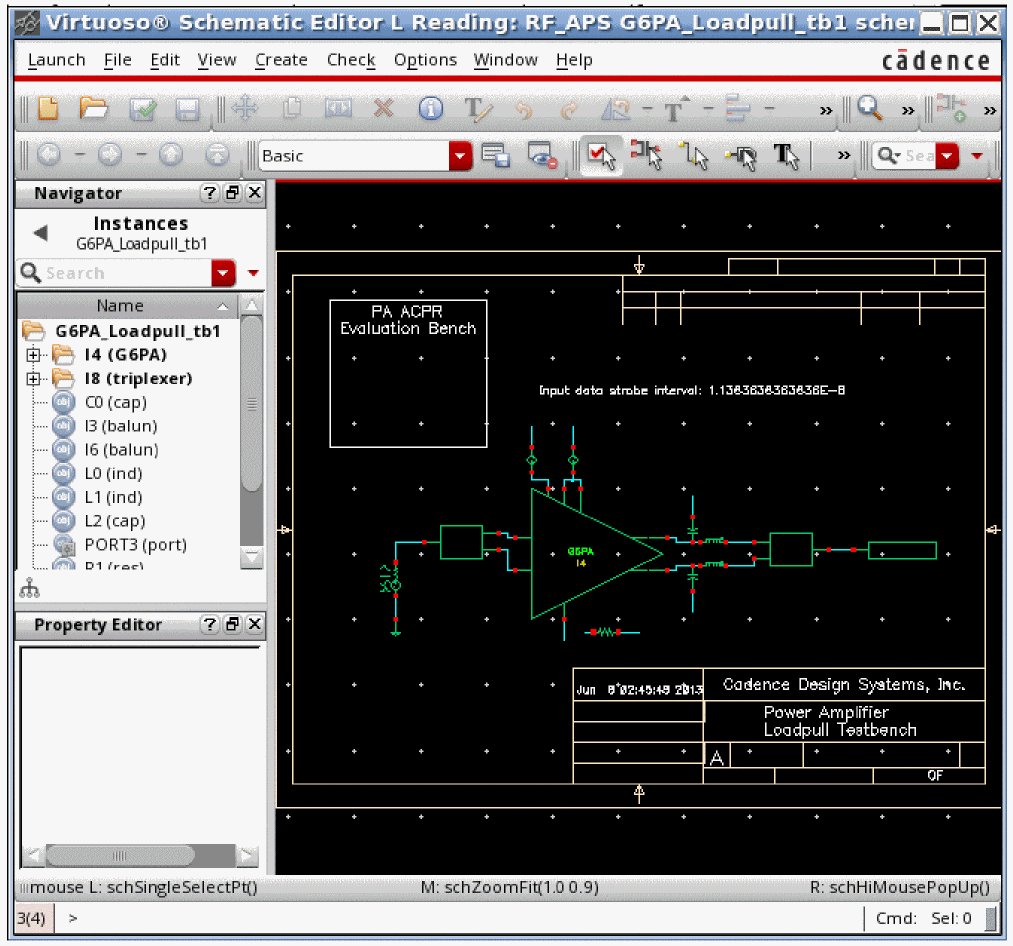 Virtuoso® Schematic Editor L Reading: RF_APS G6PA_Loadpull_tb1 schem
Launch File Edit View Create Check Options Window Help
cādence
» » »
Basic
» Sea
Navigator
Instances
G6PA_Loadpull_tb1
Search
Name
G6PA_Loadpull_tb1
I4 (G6PA)
I8 (triplexer)
C0 (cap)
I3 (balun)
I6 (balun)
L0 (ind)
L1 (ind)
L2 (cap)
PORT3 (port)
R1 (res)
Property Editor
PA ACPR
Evaluation Bench
Input data strobe interval: 1.1363636363636E-8
G6PA
I4
Jun 6 02:45:49 2013
Cadence Design Systems, Inc.
Power Amplifier
Loadpull Testbench
A
OF
mouse L: schSingleSelectPt() M: schZoomFit(1.0 0.9) R: schHiMousePopUp()
3(4) > Cmd: Sel: 0